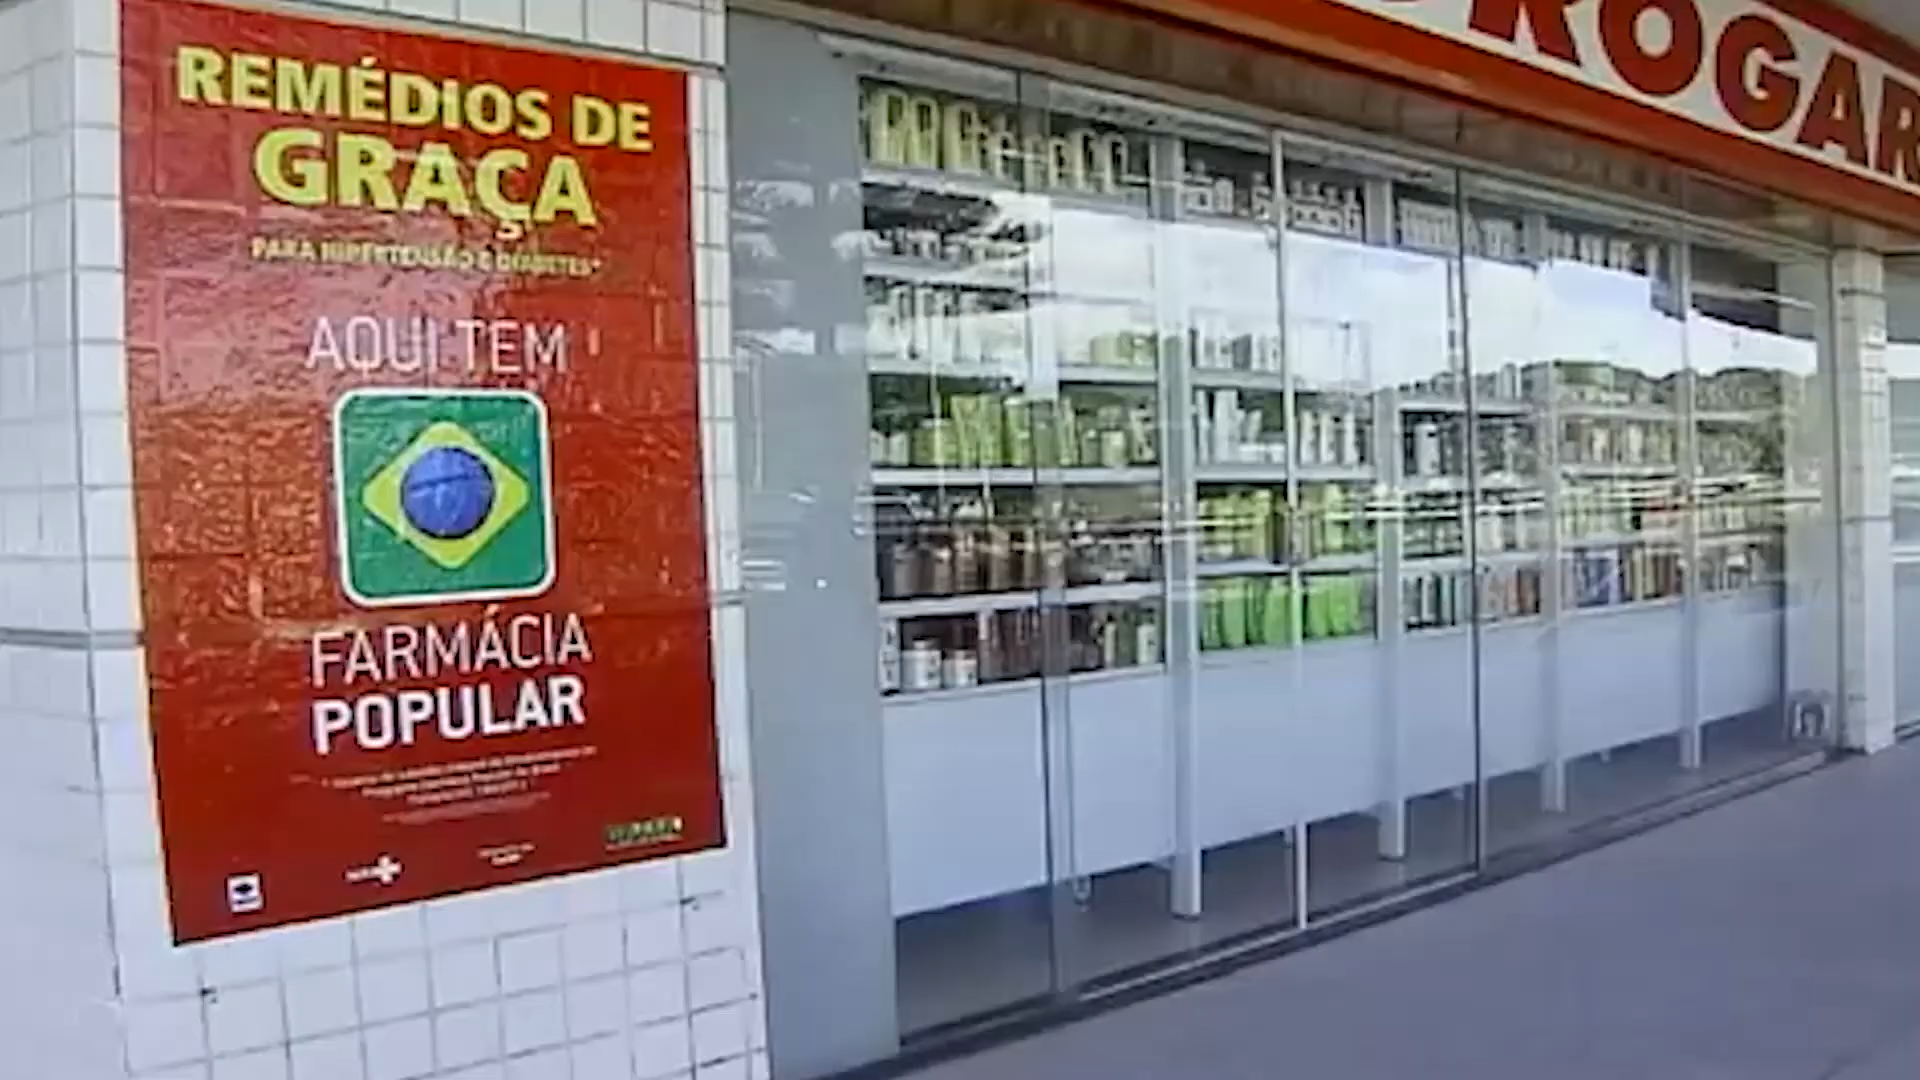 REMÉDIOS DE
GRAÇA
PARA HIPERTENSÃO E DIABETES*
AQUI TEM
FARMÁCIA
POPULAR
ROGAR